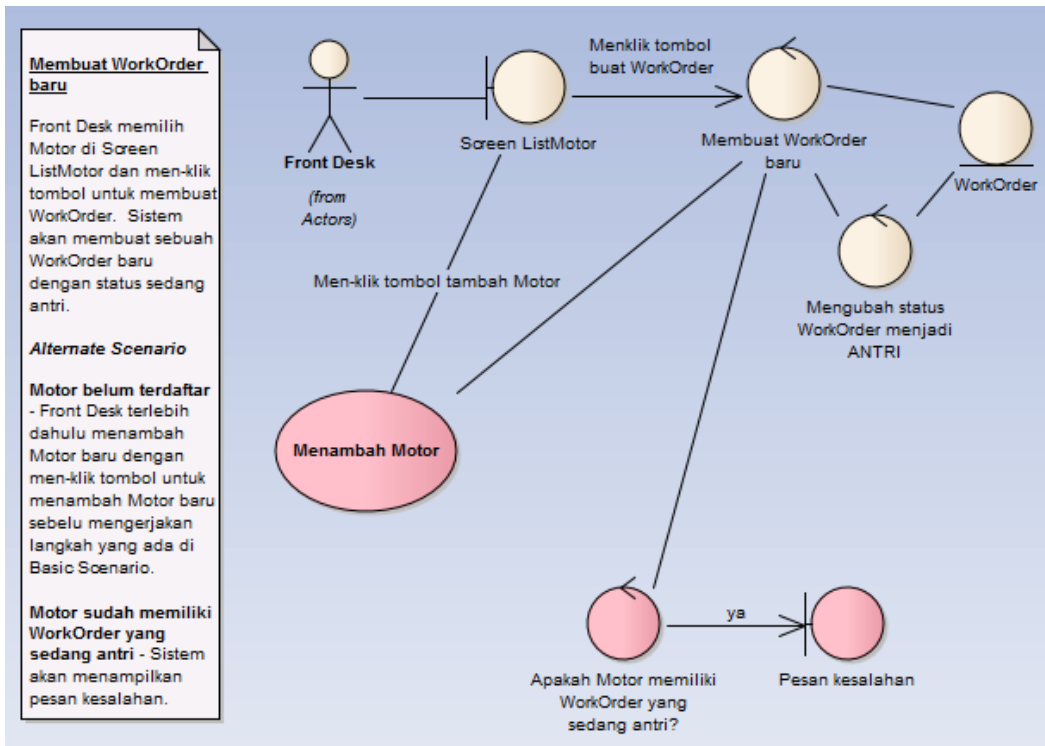 Membuat WorkOrder
baru
Front Desk memilih
Motor di Screen
ListMotor dan men-klik
tombol untuk membuat
WorkOrder. Sistem
akan membuat sebuah
WorkOrder baru
dengan status sedang
antri.
Alternate Scenario
Motor belum terdaftar
- Front Desk terlebih
dahulu menambah
Motor baru dengan
men-klik tombol untuk
menambah Motor baru
sebelu mengerjakan
langkah yang ada di
Basic Scenario.
Motor sudah memiliki
WorkOrder yang
sedang antri - Sistem
akan menampilkan
pesan kesalahan.
Front Desk
(from
Actors)
Screen ListMotor
Menklik tombol
buat WorkOrder
Membuat WorkOrder
baru
WorkOrder
Mengubah status
WorkOrder menjadi
ANTRI
Men-klik tombol tambah Motor
Menambah Motor
Apakah Motor memiliki
WorkOrder yang
sedang antri?
ya
Pesan kesalahan